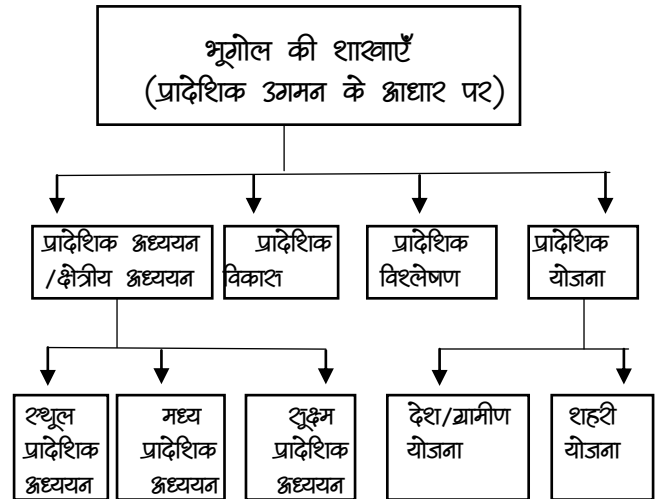 भूगोल की शाखाएँ
(प्रादेशिक उगमन के आधार पर)
प्रादेशिक अध्ययन
/क्षेत्रीय अध्ययन
प्रादेशिक
विकास
प्रादेशिक
विश्लेषण
प्रादेशिक
योजना
स्थूल
प्रादेशिक
अध्ययन
मध्य
प्रादेशिक
अध्ययन
सूक्ष्म
प्रादेशिक
अध्ययन
देश/ग्रामीण
योजना
शहरी
योजना